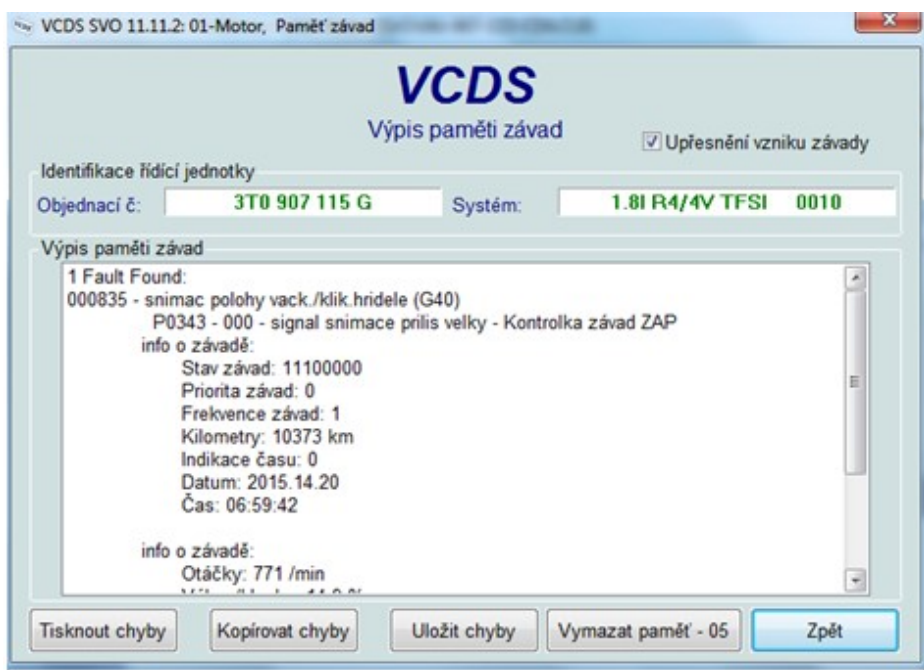 VCDS SVO 11.11.2: 01-Motor, Paměť závad
VCDS
Výpis paměti závad
Upřesnění vzniku závady
Identifikace řídící jednotky
Objednací č: 3T0 907 115 G Systém: 1.8l R4/4V TFSI 0010
Výpis paměti závad
1 Fault Found:
000835 - snimac polohy vack./klik.hridele (G40)
P0343 - 000 - signal snimace prilis velky - Kontrolka závad ZAP
info o závadě:
Stav závad: 11100000
Priorita závad: 0
Frekvence závad: 1
Kilometry: 10373 km
Indikace času: 0
Datum: 2015.14.20
Čas: 06:59:42
info o závadě:
Otáčky: 771 /min
Tisknout chyby Kopírovat chyby Uložit chyby Vymazat paměť - 05 Zpět